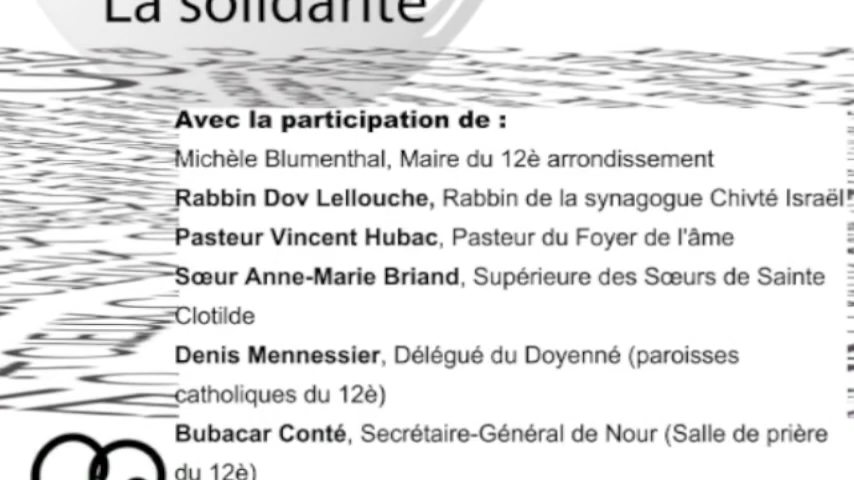 La solidarité
Avec la participation de :
Michèle Blumenthal, Maire du 12è arrondissement
Rabbin Dov Lellouche, Rabbin de la synagogue Chivté Israël
Pasteur Vincent Hubac, Pasteur du Foyer de l'âme
Sœur Anne-Marie Briand, Supérieure des Sœurs de Sainte
Clotilde
Denis Mennessier, Délégué du Doyenné (paroisses
catholiques du 12è)
Bubacar Conté, Secrétaire-Général de Nour (Salle de prière
du 12è)